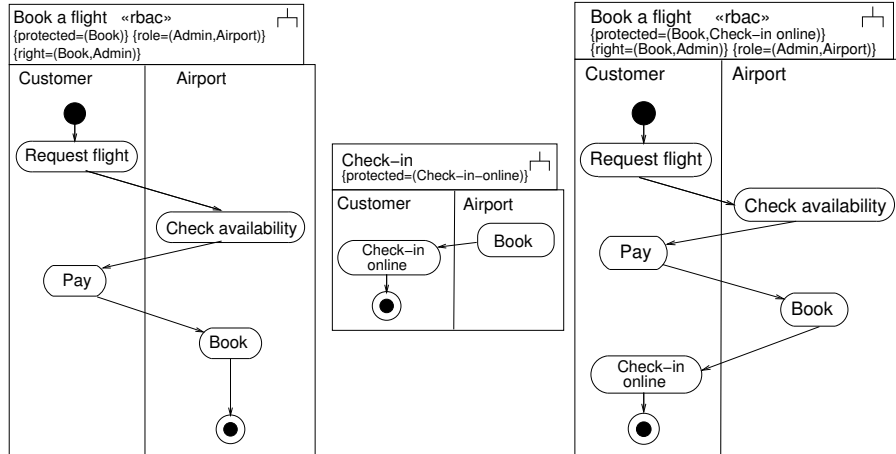 Book a flight «rbac»
{protected=(Book)} {role=(Admin,Airport)}
{right=(Book,Admin)}
Customer Airport
Request flight
Check availability
Pay
Book
Check−in
{protected=(Check−in−online)}
Customer Airport
Book
Check−in
online
Book a flight «rbac»
{protected=(Book,Check−in online)}
{right=(Book,Admin)} {role=(Admin,Airport)}
Customer Airport
Request flight
Check availability
Pay
Book
Check−in
online